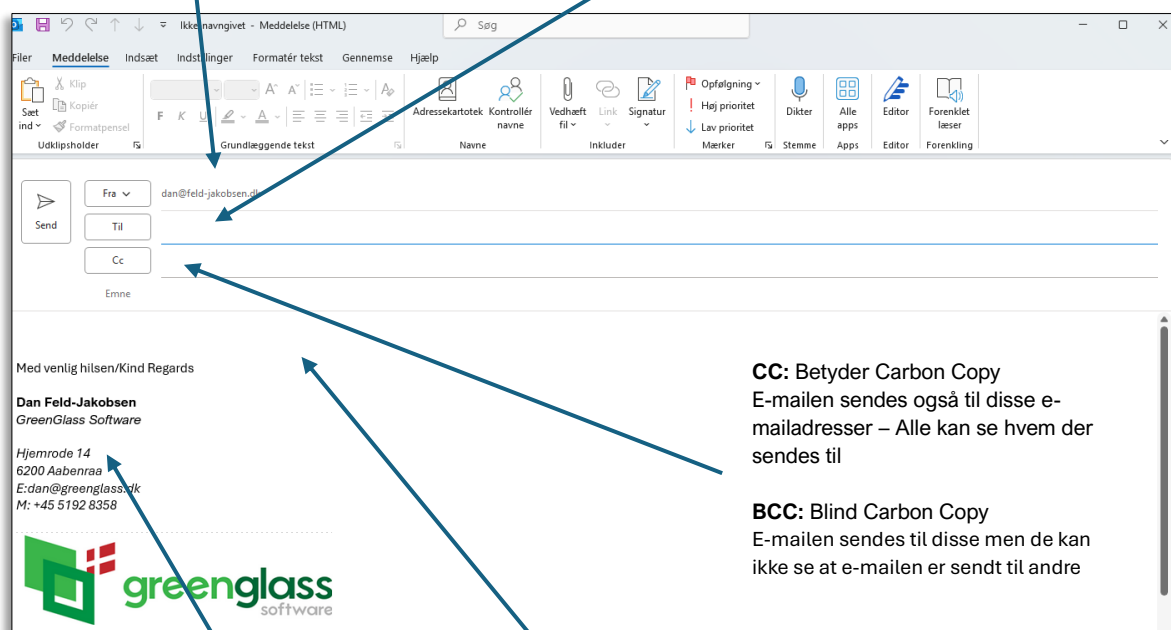 Ikke navngivet - Meddelelse (HTML)
Søg
Filer Meddelelse Indsæt Indstillinger Formatér tekst Gennemse Hjælp
Sæt ind
Klip
Kopiér
Formatpensel
Udklipsholder
F K U A
Grundlæggende tekst
Adressekartotek
Kontrollér navne
Navne
Vedhæft fil
Link
Signatur
Inkluder
Opfølgning
Høj prioritet
Lav prioritet
Mærker
Dikter
Stemme
Alle apps
Apps
Editor
Editor
Forenklet læser
Forenkling
Send
Fra
dan@feld-jakobsen.dk
Til
Cc
Emne
Med venlig hilsen/Kind Regards
Dan Feld-Jakobsen
GreenGlass Software
Hjemrode 14
6200 Aabenraa
E:dan@greenglass.dk
M: +45 5192 8358
greenglass
software
CC: Betyder Carbon Copy
E-mailen sendes også til disse e-
mailadresser – Alle kan se hvem der
sendes til
BCC: Blind Carbon Copy
E-mailen sendes til disse men de kan
ikke se at e-mailen er sendt til andre